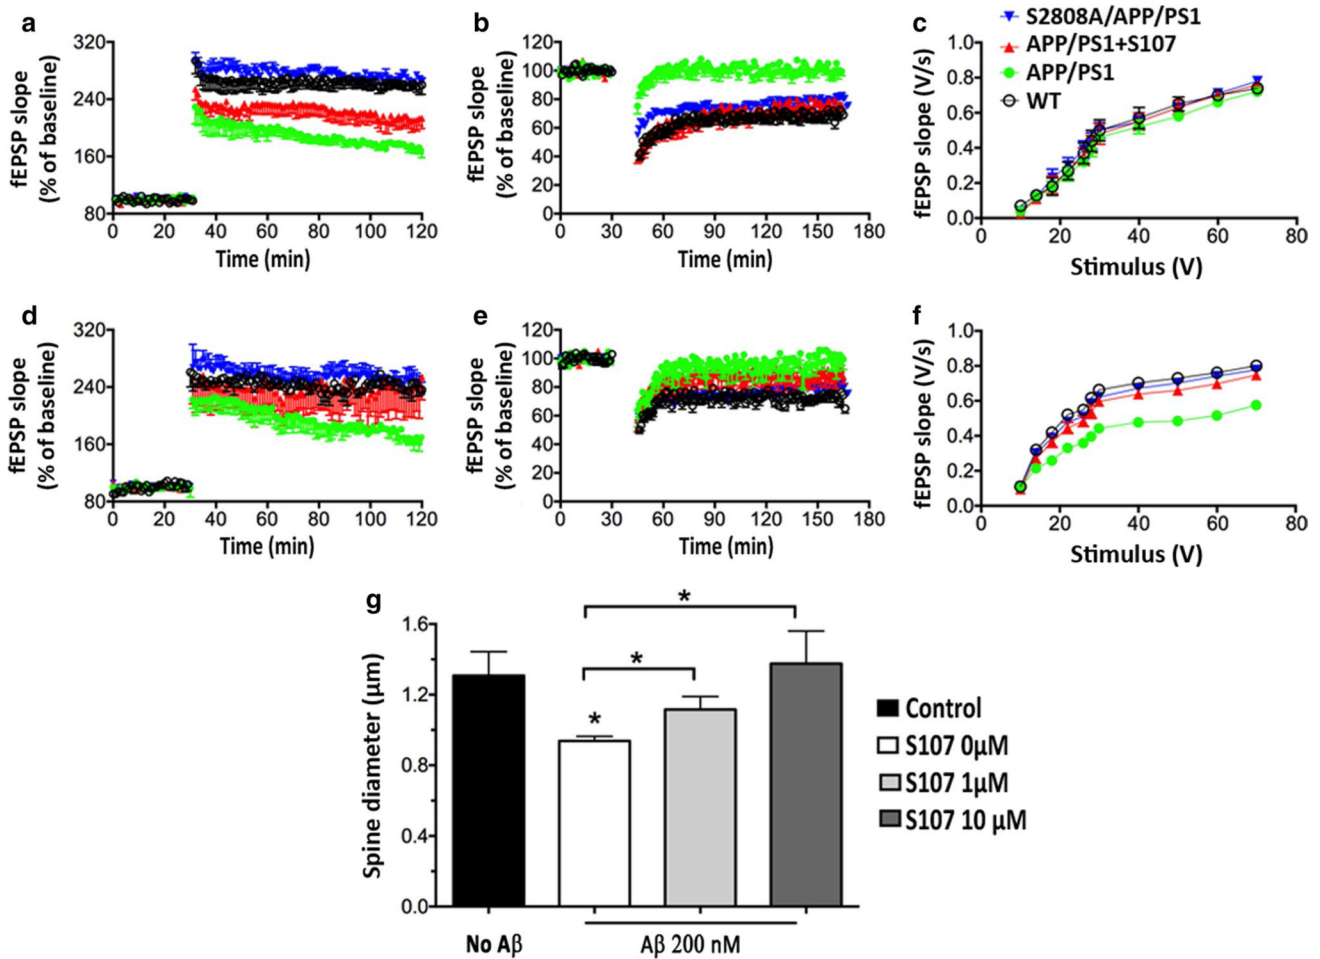 a
320
240
160
80
fEPSP slope
(% of baseline)
0 20 40 60 80 100 120
Time (min)
b
120
100
80
60
40
20
0
fEPSP slope
(% of baseline)
0 30 60 90 120 150 180
Time (min)
c
S2808A/APP/PS1
APP/PS1+S107
APP/PS1
WT
1.0
0.8
0.6
0.4
0.2
0.0
fEPSP slope (V/s)
0 20 40 60 80
Stimulus (V)
d
320
240
160
80
fEPSP slope
(% of baseline)
0 20 40 60 80 100 120
Time (min)
e
120
100
80
60
40
20
0
fEPSP slope
(% of baseline)
0 30 60 90 120 150 180
Time (min)
f
1.0
0.8
0.6
0.4
0.2
0.0
fEPSP slope (V/s)
0 20 40 60 80
Stimulus (V)
g
1.6
1.2
0.8
0.4
0.0
Spine diameter (μm)
*
*
*
No Aβ
Aβ 200 nM
Control
S107 0μM
S107 1μM
S107 10 μM